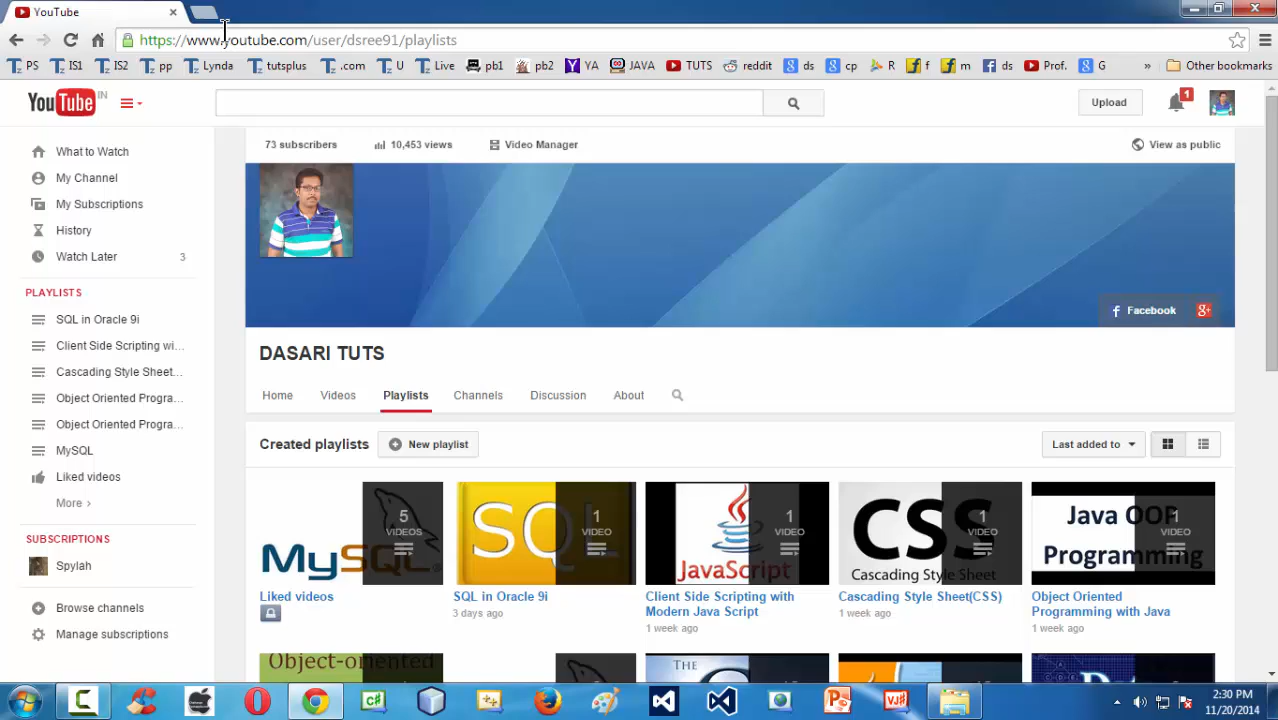 YouTube
https://www.youtube.com/user/dsree91/playlists
PS IS1 IS2 pp Lynda tutsplus .com U Live pb1 pb2 YA JAVA TUTS reddit ds cp R f m ds Prof. G » Other bookmarks
YouTube IN
Upload
1
What to Watch
My Channel
My Subscriptions
History
Watch Later 3
PLAYLISTS
SQL in Oracle 9i
Client Side Scripting wi...
Cascading Style Sheet...
Object Oriented Progra...
Object Oriented Progra...
MySQL
Liked videos
More ›
SUBSCRIPTIONS
Spylah
Browse channels
Manage subscriptions
73 subscribers 10,453 views Video Manager View as public
Facebook
DASARI TUTS
Home Videos Playlists Channels Discussion About
Created playlists New playlist Last added to
MySQL
5
VIDEOS
Liked videos
SQL
1
VIDEO
SQL in Oracle 9i
3 days ago
JavaScript
1
VIDEO
Client Side Scripting with
Modern Java Script
1 week ago
CSS
Cascading Style Sheet
1
VIDEO
Cascading Style Sheet(CSS)
1 week ago
Java OOP
Programming
1
VIDEO
Object Oriented
Programming with Java
1 week ago
Object-oriented
THE
2:30 PM
11/20/2014